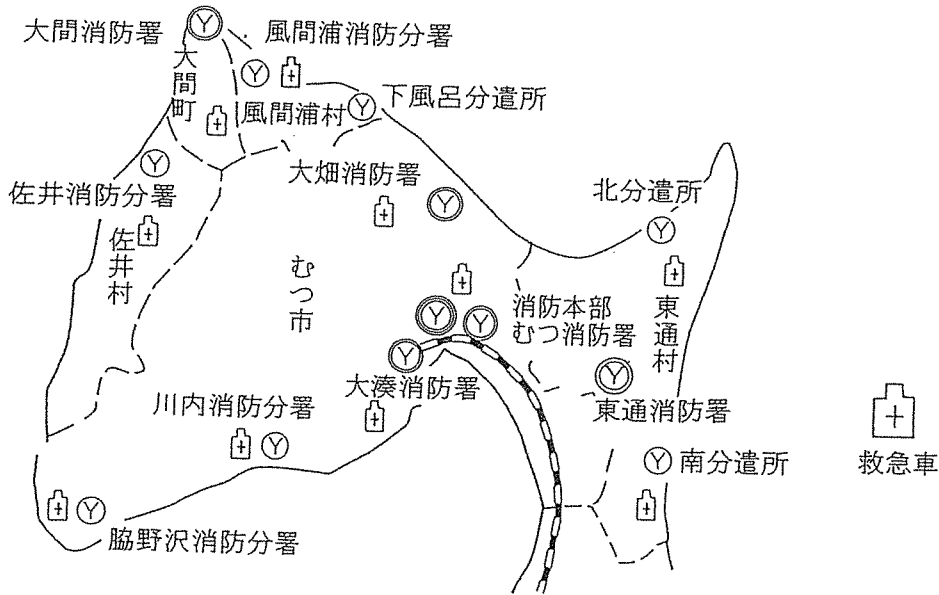 大間消防署
風間浦消防分署
大間町
風間浦村
下風呂分遣所
大畑消防署
佐井消防分署
北分遣所
佐井村
むつ市
消防本部
むつ消防署
東通村
大湊消防署
川内消防分署
東通消防署
南分遣所
救急車
脇野沢消防分署